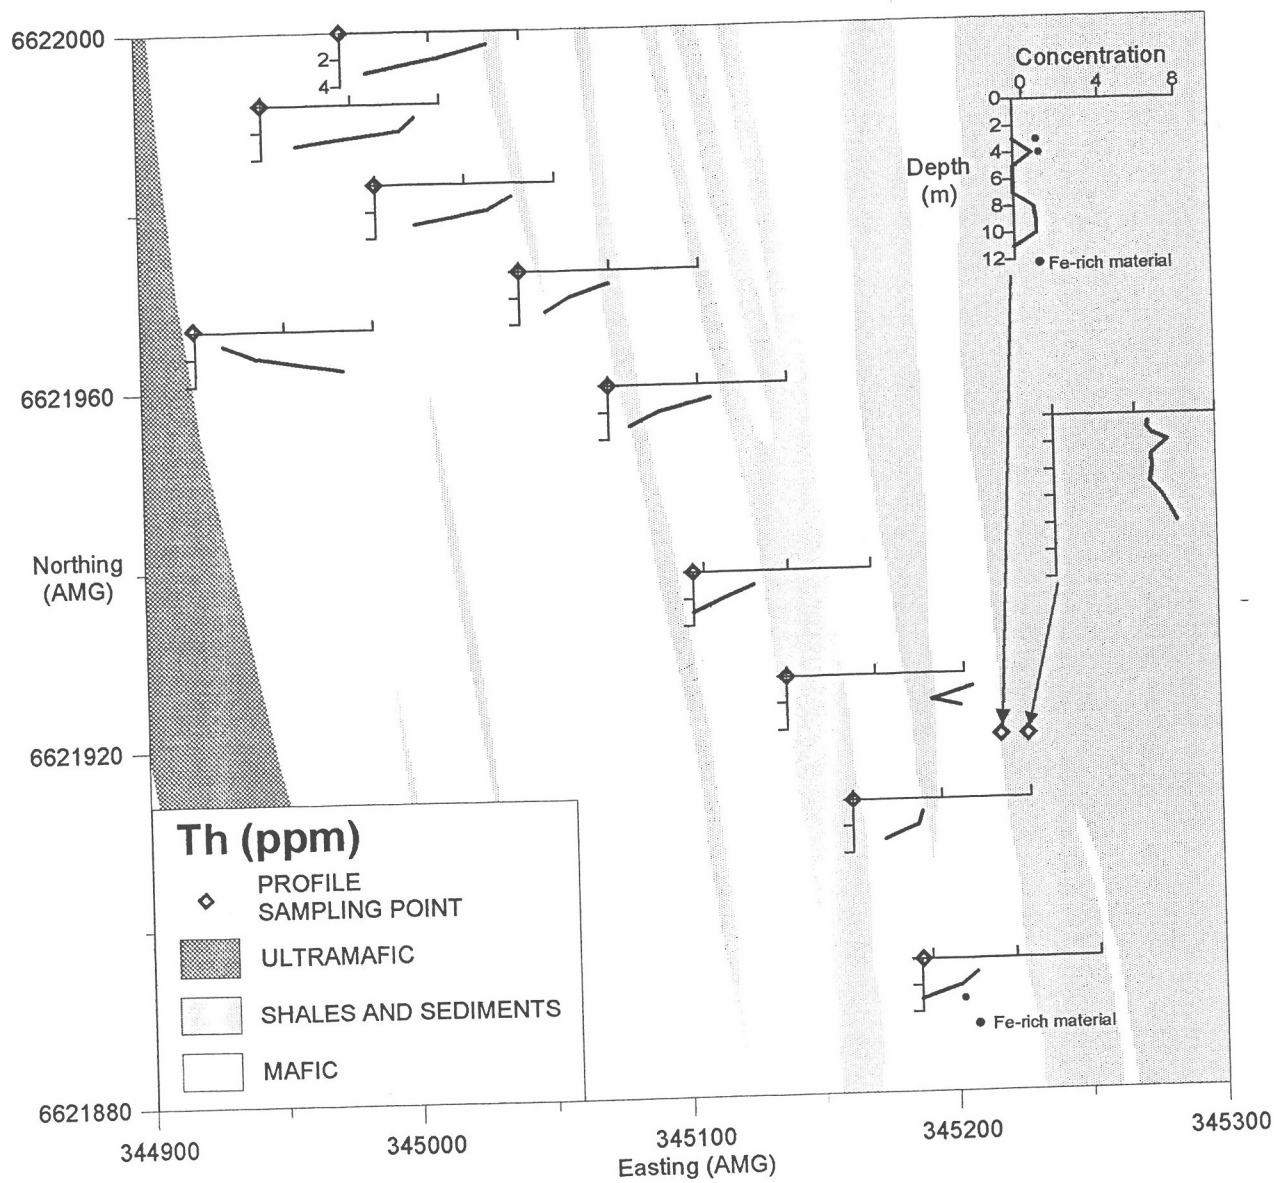 6622000
2
4
Concentration
0 4 8
0
2
4
6
8
10
12
Depth
(m)
Fe-rich material
6621960
Northing
(AMG)
6621920
Th (ppm)
PROFILE
SAMPLING POINT
ULTRAMAFIC
SHALES AND SEDIMENTS
MAFIC
Fe-rich material
6621880
344900 345000 345100 345200 345300
Easting (AMG)